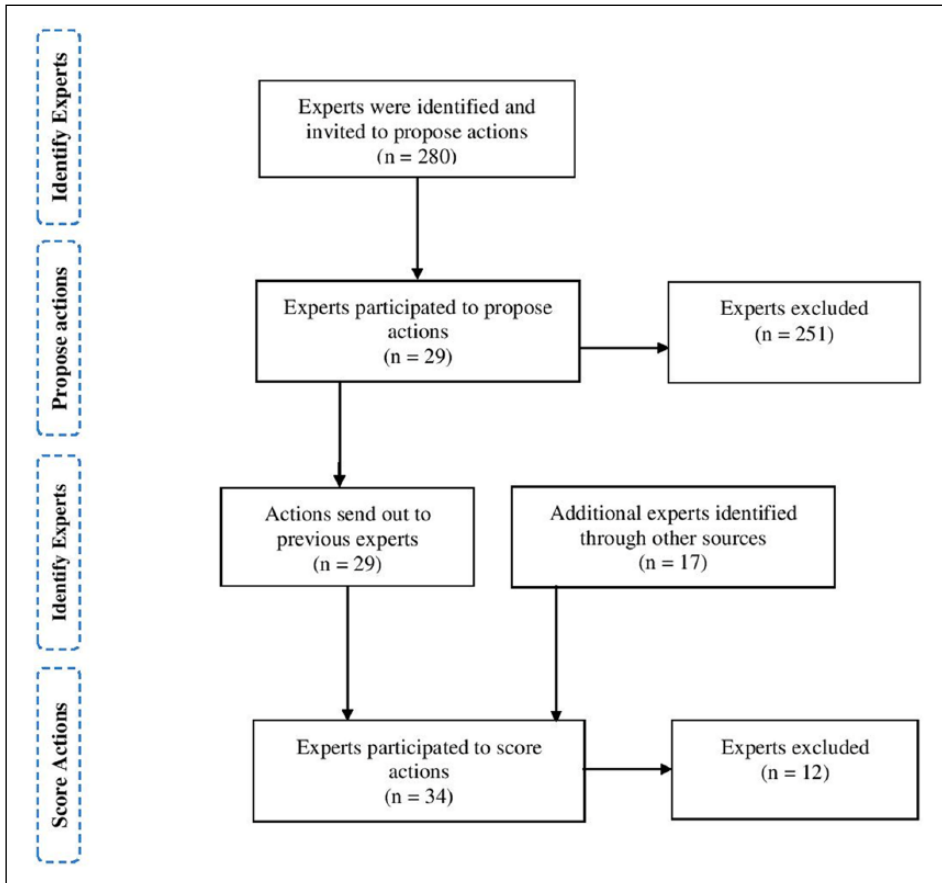 Identify Experts
Experts were identified and
invited to propose actions
(n = 280)
Propose actions
Experts participated to propose
actions
(n = 29)
Experts excluded
(n = 251)
Identify Experts
Actions send out to
previous experts
(n = 29)
Additional experts identified
through other sources
(n = 17)
Score Actions
Experts participated to score
actions
(n = 34)
Experts excluded
(n = 12)